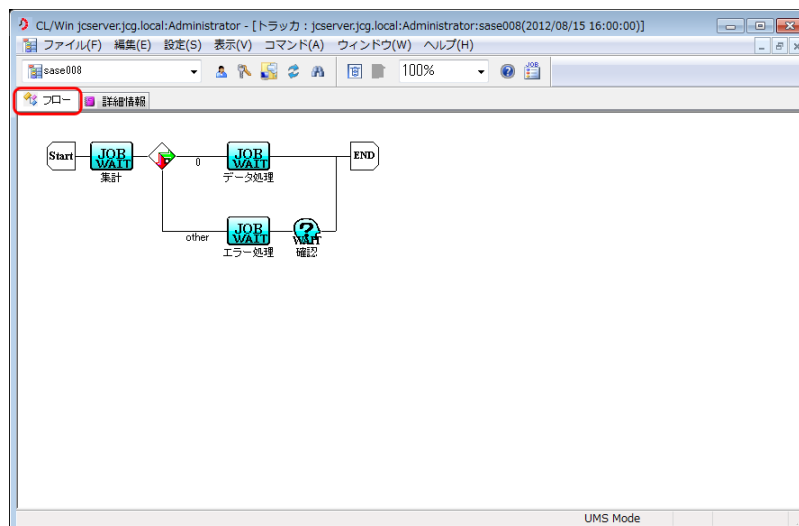 CL/Win jcserver.jcg.local:Administrator - [トラッカ : jcserver.jcg.local:Administrator:sase008(2012/08/15 16:00:00)]
ファイル(F) 編集(E) 設定(S) 表示(V) コマンド(A) ウィンドウ(W) ヘルプ(H)
sase008 100% JOB
フロー 詳細情報
Start JOB WAIT 0 JOB WAIT END
集計 データ処理
other JOB WAIT ? WAIT
エラー処理 確認
UMS Mode